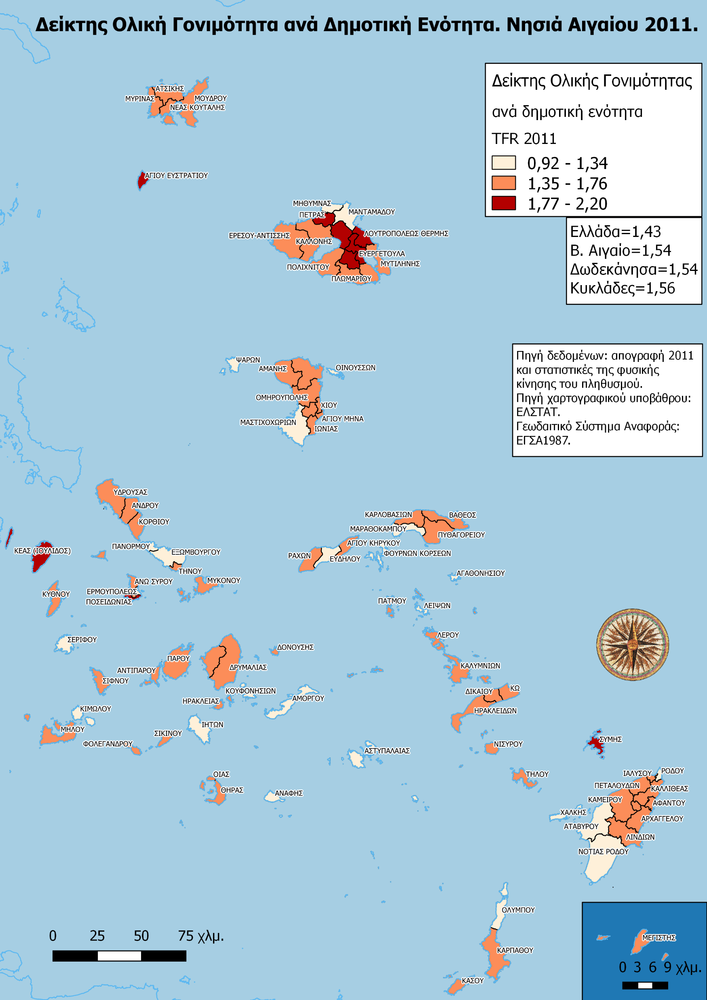 Δείκτης Ολική Γονιμότητα ανά Δημοτική Ενότητα. Νησιά Αιγαίου 2011.
Δείκτης Ολικής Γονιμότητας
ανά δημοτική ενότητα
TFR 2011
0,92 - 1,34
1,35 - 1,76
1,77 - 2,20
Ελλάδα=1,43
Β. Αιγαίο=1,54
Δωδεκάνησα=1,54
Κυκλάδες=1,56
Πηγή δεδομένων: απογραφή 2011
και στατιστικές της φυσικής
κίνησης του πληθυσμού.
Πηγή χαρτογραφικού υποβάθρου:
ΕΛΣΤΑΤ.
Γεωδαιτικό Σύστημα Αναφοράς:
ΕΓΣΑ1987.
ΑΤΣΙΚΗΣ
ΜΥΡΙΝΑΣ
ΜΟΥΔΡΟΥ
ΝΕΑΣ ΚΟΥΤΑΛΗΣ
ΑΓΙΟΥ ΕΥΣΤΡΑΤΙΟΥ
ΜΗΘΥΜΝΑΣ
ΜΑΝΤΑΜΑΔΟΥ
ΠΕΤΡΑΣ
ΛΟΥΤΡΟΠΟΛΕΩΣ ΘΕΡΜΗΣ
ΕΡΕΣΟΥ-ΑΝΤΙΣΣΗΣ
ΚΑΛΛΟΝΗΣ
ΕΥΕΡΓΕΤΟΥΛΑ
ΜΥΤΙΛΗΝΗΣ
ΠΟΛΙΧΝΙΤΟΥ
ΠΛΩΜΑΡΙΟΥ
ΨΑΡΩΝ
ΑΜΑΝΗΣ
ΟΙΝΟΥΣΣΩΝ
ΟΜΗΡΟΥΠΟΛΗΣ
ΧΙΟΥ
ΑΓΙΟΥ ΜΗΝΑ
ΜΑΣΤΙΧΟΧΩΡΙΩΝ
ΙΩΝΙΑΣ
ΥΔΡΟΥΣΑΣ
ΑΝΔΡΟΥ
ΚΟΡΘΙΟΥ
ΚΑΡΛΟΒΑΣΙΩΝ
ΒΑΘΕΟΣ
ΜΑΡΑΘΟΚΑΜΠΟΥ
ΠΥΘΑΓΟΡΕΙΟΥ
ΠΑΝΟΡΜΟΥ
ΑΓΙΟΥ ΚΗΡΥΚΟΥ
ΚΕΑΣ (ΙΟΥΛΙΔΟΣ)
ΕΞΩΜΒΟΥΡΓΟΥ
ΡΑΧΩΝ
ΕΥΔΗΛΟΥ
ΦΟΥΡΝΩΝ ΚΟΡΣΕΩΝ
ΤΗΝΟΥ
ΑΓΑΘΟΝΗΣΙΟΥ
ΑΝΩ ΣΥΡΟΥ
ΜΥΚΟΝΟΥ
ΕΡΜΟΥΠΟΛΕΩΣ
ΚΥΘΝΟΥ
ΠΟΣΕΙΔΩΝΙΑΣ
ΠΑΤΜΟΥ
ΛΕΙΨΩΝ
ΣΕΡΙΦΟΥ
ΛΕΡΟΥ
ΔΟΝΟΥΣΗΣ
ΠΑΡΟΥ
ΔΡΥΜΑΛΙΑΣ
ΚΑΛΥΜΝΙΩΝ
ΑΝΤΙΠΑΡΟΥ
ΣΙΦΝΟΥ
ΚΟΥΦΟΝΗΣΙΩΝ
ΔΙΚΑΙΟΥ
ΚΩ
ΗΡΑΚΛΕΙΑΣ
ΑΜΟΡΓΟΥ
ΚΙΜΩΛΟΥ
ΗΡΑΚΛΕΙΔΩΝ
ΙΗΤΩΝ
ΜΗΛΟΥ
ΣΙΚΙΝΟΥ
ΣΥΜΗΣ
ΦΟΛΕΓΑΝΔΡΟΥ
ΝΙΣΥΡΟΥ
ΑΣΤΥΠΑΛΑΙΑΣ
ΟΙΑΣ
ΤΗΛΟΥ
ΙΑΛΥΣΟΥ
ΡΟΔΟΥ
ΘΗΡΑΣ
ΑΝΑΦΗΣ
ΠΕΤΑΛΟΥΔΩΝ
ΚΑΛΛΙΘΕΑΣ
ΚΑΜΕΙΡΟΥ
ΑΦΑΝΤΟΥ
ΧΑΛΚΗΣ
ΑΡΧΑΓΓΕΛΟΥ
ΑΤΑΒΥΡΟΥ
ΛΙΝΔΙΩΝ
ΝΟΤΙΑΣ ΡΟΔΟΥ
ΟΛΥΜΠΟΥ
ΚΑΡΠΑΘΟΥ
ΚΑΣΟΥ
ΜΕΓΙΣΤΗΣ
0 25 50 75 χλμ.
0 3 6 9 χλμ.